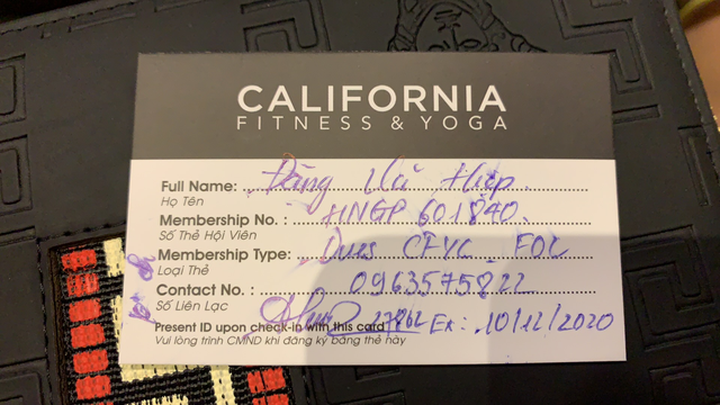 CALIFORNIA
FITNESS & YOGA
Full Name: Đặng Hiệp
Họ Tên
Membership No. : HNGP 601840
Số Thẻ Hội Viên
Membership Type: Dues CFYC FOC
Loại Thẻ
Contact No. : 0963575822
Số Liên Lạc
Present ID upon check-in with this card Ex: 10/12/2020
Vui lòng trình CMND khi đăng ký bằng thẻ này